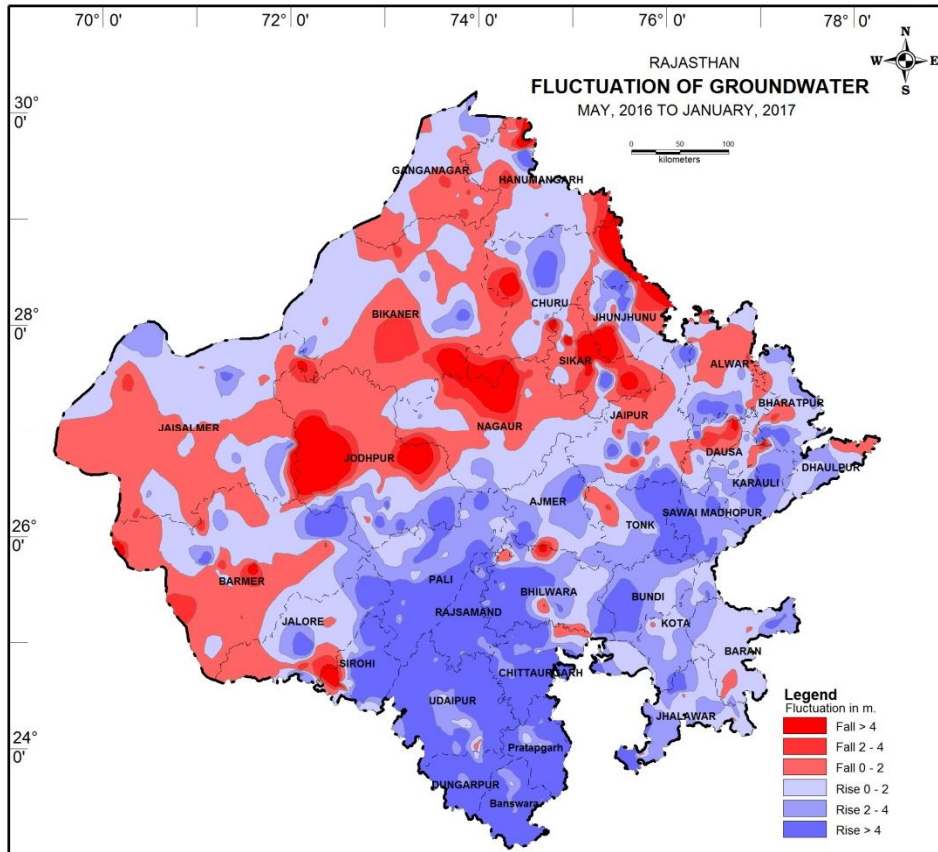 70° 0' 72° 0' 74° 0' 76° 0' 78° 0'
N
W E
S
RAJASTHAN
FLUCTUATION OF GROUNDWATER
MAY, 2016 TO JANUARY, 2017
0 50 100
kilometers
30°
0'
GANGANAGAR
HANUMANGARH
28°
0'
CHURU
BIKANER
JHUNJHUNU
SIKAR
ALWAR
BHARATPUR
JAIPUR
JAISALMER
NAGAUR
DAUSA
JODHPUR
DHAULPUR
KARAULI
26°
0'
AJMER
SAWAI MADHOPUR
TONK
BARMER
PALI
BHILWARA
BUNDI
RAJSAMAND
JALORE
KOTA
BARAN
SIROHI
CHITTAURGARH
UDAIPUR
JHALAWAR
24°
0'
Pratapgarh
DUNGARPUR
Banswara
Legend
Fluctuation in m.
Fall > 4
Fall 2 - 4
Fall 0 - 2
Rise 0 - 2
Rise 2 - 4
Rise > 4